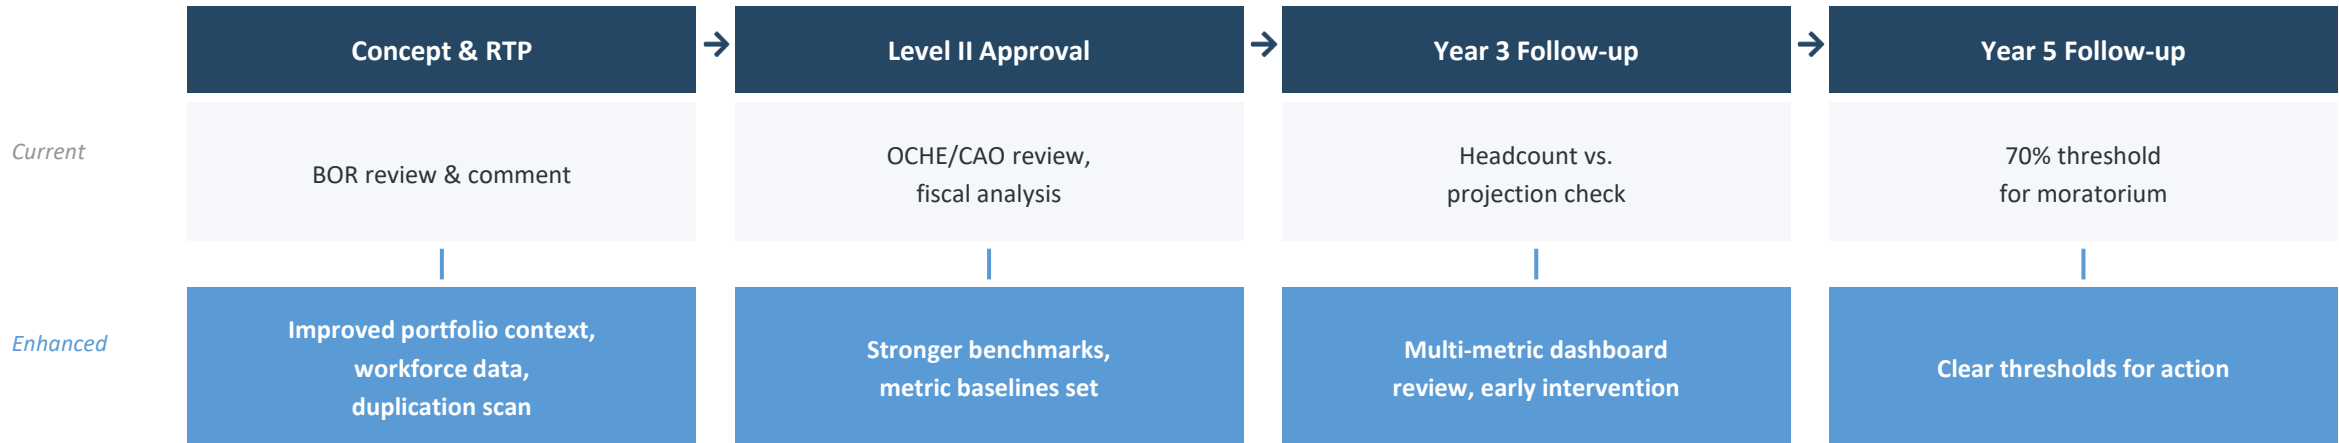 Concept & RTP
Level II Approval
Year 3 Follow-up
Year 5 Follow-up
Current
BOR review & comment
OCHE/CAO review,
fiscal analysis
Headcount vs.
projection check
70% threshold
for moratorium
Enhanced
Improved portfolio context,
workforce data,
duplication scan
Stronger benchmarks,
metric baselines set
Multi-metric dashboard
review, early intervention
Clear thresholds for action